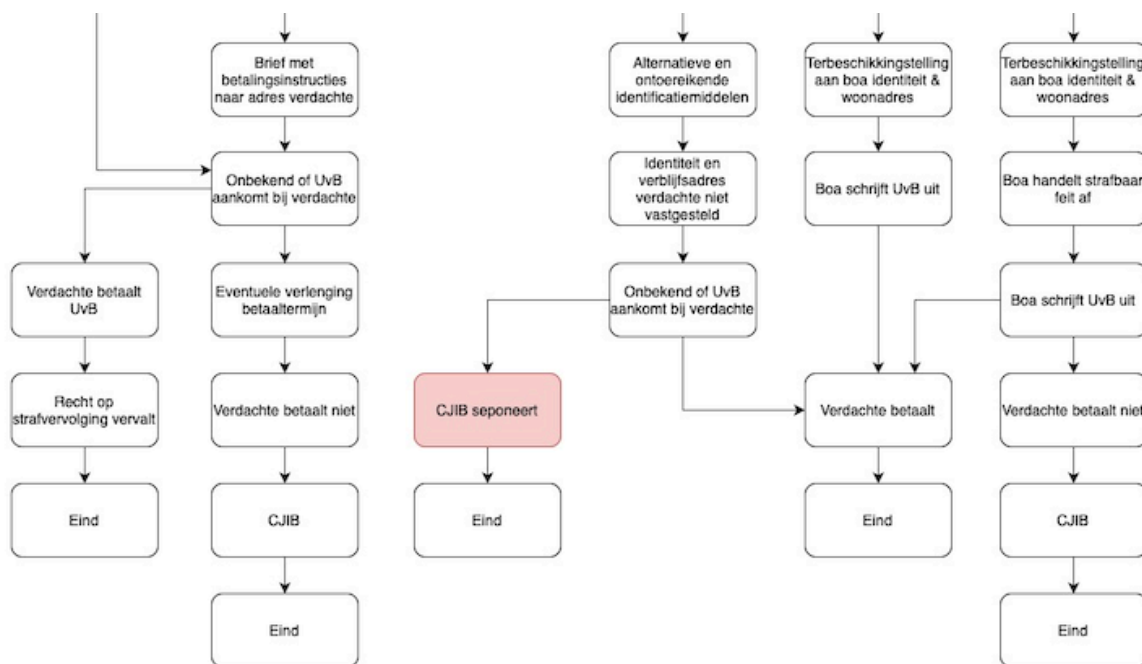 Brief met
betalingsinstructies
naar adres verdachte
Alternatieve en
ontoereikende
identificatiemiddelen
Terbeschikkingstelling
aan boa identiteit &
woonadres
Terbeschikkingstelling
aan boa identiteit &
woonadres
Onbekend of UvB
aankomt bij verdachte
Identiteit en
verblijfsadres
verdachte niet
vastgesteld
Boa schrijft UvB uit
Boa handelt strafbaar
feit af
Verdachte betaalt
UvB
Eventuele verlenging
betaaltermijn
Onbekend of UvB
aankomt bij verdachte
Boa schrijft UvB uit
Recht op
strafvervolging vervalt
Verdachte betaalt niet
CJIB seponeert
Verdachte betaalt
Verdachte betaalt niet
Eind
CJIB
Eind
Eind
CJIB
Eind
Eind